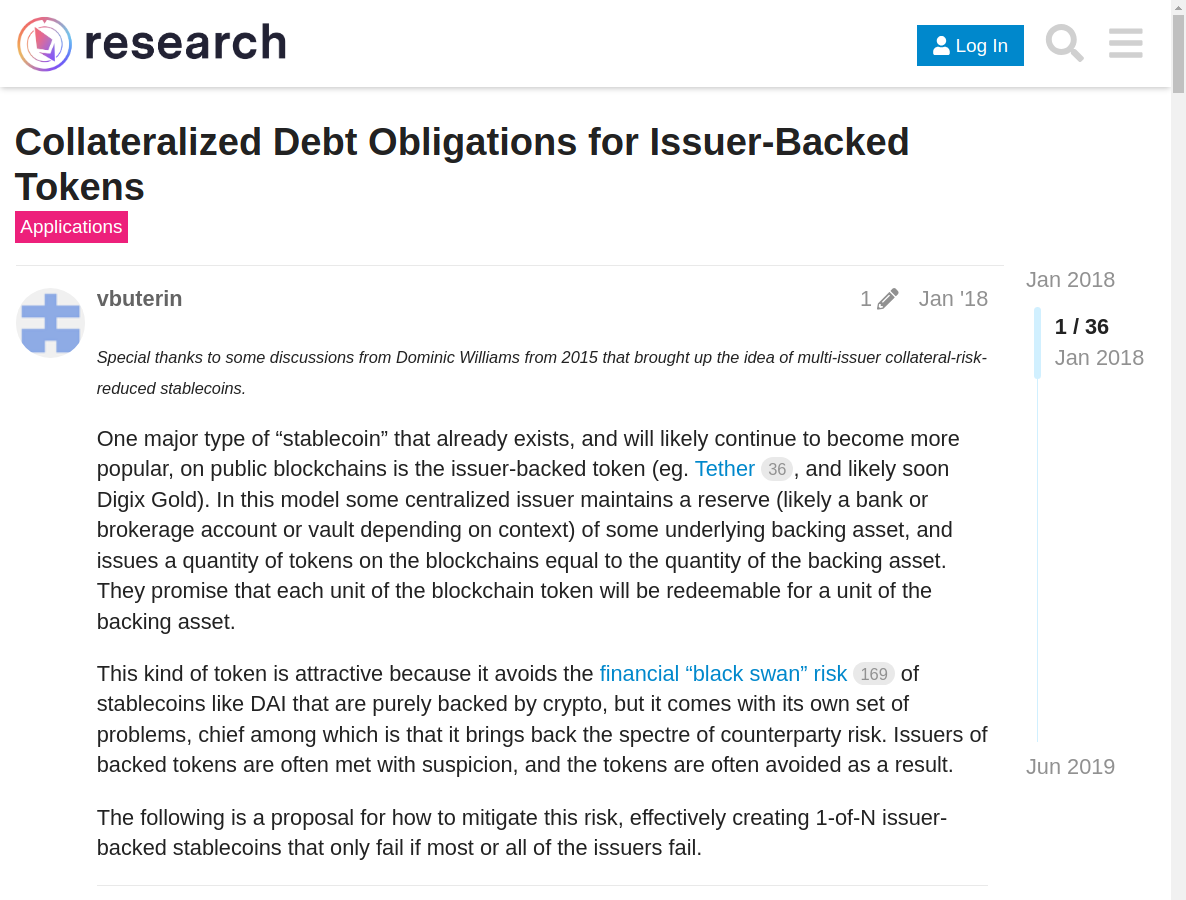 research
Log In
Collateralized Debt Obligations for Issuer-Backed
Tokens
Applications
Jan 2018
vbuterin
1
Jan '18
1 / 36
Jan 2018
Special thanks to some discussions from Dominic Williams from 2015 that brought up the idea of multi-issuer collateral-risk-
reduced stablecoins.
One major type of “stablecoin” that already exists, and will likely continue to become more
popular, on public blockchains is the issuer-backed token (eg. Tether 36, and likely soon
Digix Gold). In this model some centralized issuer maintains a reserve (likely a bank or
brokerage account or vault depending on context) of some underlying backing asset, and
issues a quantity of tokens on the blockchains equal to the quantity of the backing asset.
They promise that each unit of the blockchain token will be redeemable for a unit of the
backing asset.
This kind of token is attractive because it avoids the financial “black swan” risk 169 of
stablecoins like DAI that are purely backed by crypto, but it comes with its own set of
problems, chief among which is that it brings back the spectre of counterparty risk. Issuers of
backed tokens are often met with suspicion, and the tokens are often avoided as a result.
Jun 2019
The following is a proposal for how to mitigate this risk, effectively creating 1-of-N issuer-
backed stablecoins that only fail if most or all of the issuers fail.